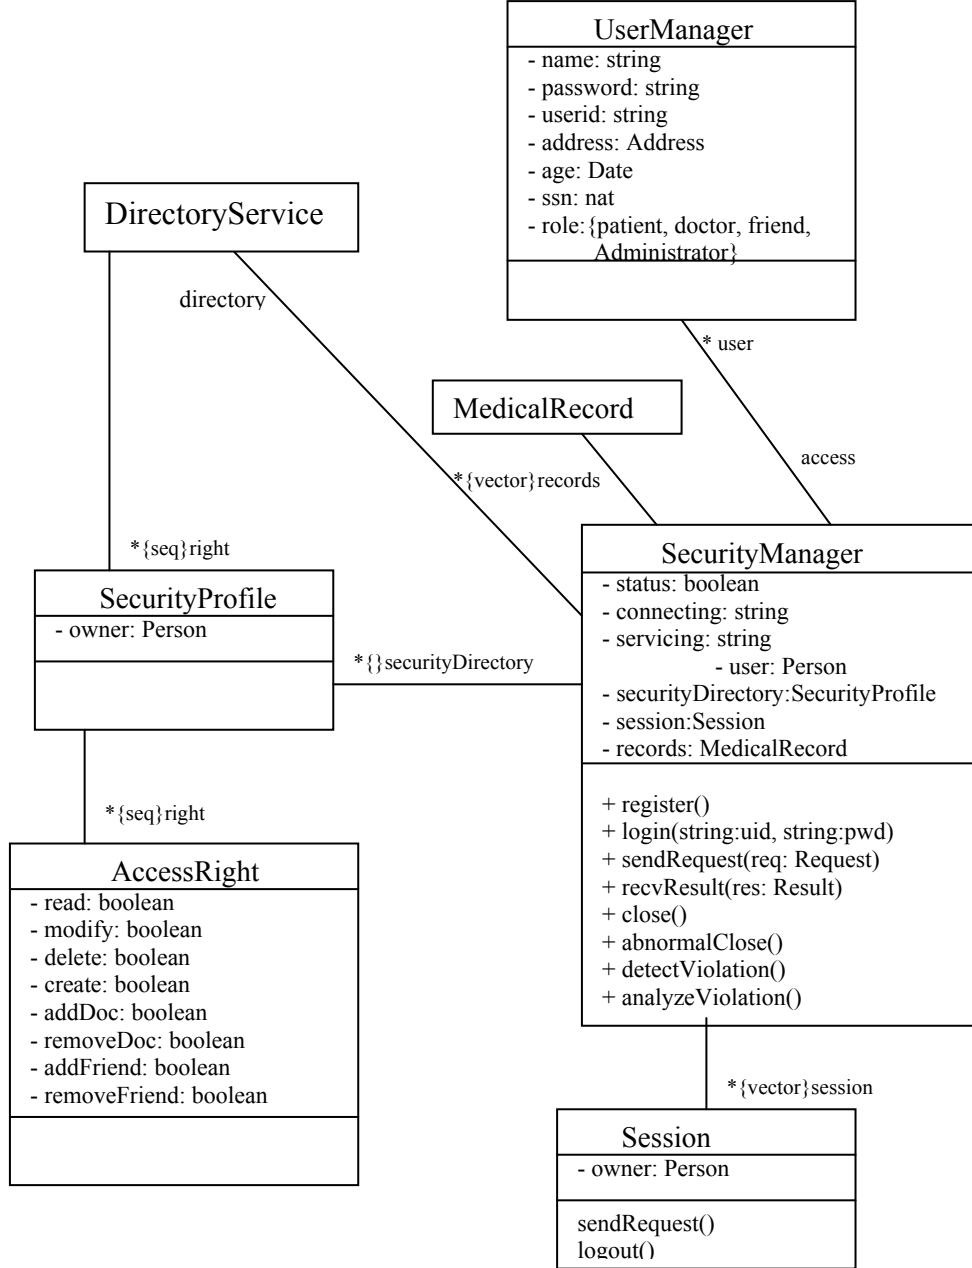 UserManager
- name: string
- password: string
- userid: string
- address: Address
- age: Date
- ssn: nat
- role:{patient, doctor, friend,
Administrator}
DirectoryService
directory
* user
MedicalRecord
access
*{vector}records
*{seq}right
SecurityProfile
- owner: Person
*{}securityDirectory
SecurityManager
- status: boolean
- connecting: string
- servicing: string
- user: Person
- securityDirectory:SecurityProfile
- session:Session
- records: MedicalRecord
+ register()
+ login(string:uid, string:pwd)
+ sendRequest(req: Request)
+ recvResult(res: Result)
+ close()
+ abnormalClose()
+ detectViolation()
+ analyzeViolation()
*{seq}right
AccessRight
- read: boolean
- modify: boolean
- delete: boolean
- create: boolean
- addDoc: boolean
- removeDoc: boolean
- addFriend: boolean
- removeFriend: boolean
*{vector}session
Session
- owner: Person
sendRequest()
logout()